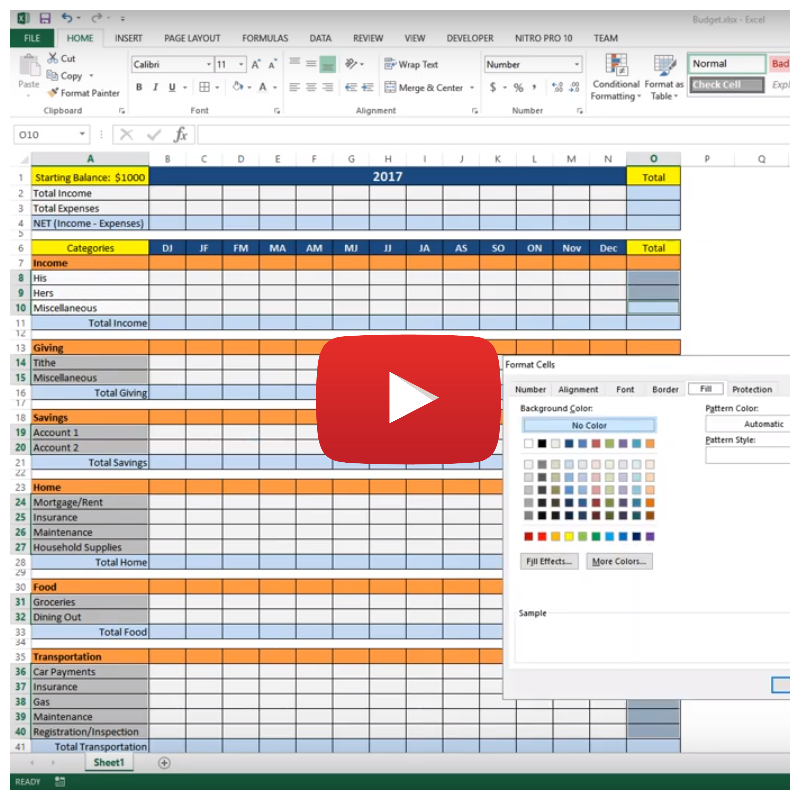 Budget.xlsx - Excel
FILE HOME INSERT PAGE LAYOUT FORMULAS DATA REVIEW VIEW DEVELOPER NITRO PRO 10 TEAM
Cut
Copy
Format Painter
Paste
Clipboard
Calibri 11
B I U
Font
Wrap Text
Merge & Center
Alignment
Number
$ % ,
Number
Conditional Formatting
Format as Table
Normal Bad
Check Cell
O10 fx
A B C D E F G H I J K L M N O P Q
1 Starting Balance: $1000 2017 Total
2 Total Income
3 Total Expenses
4 NET (Income - Expenses)
5
6 Categories DJ JF FM MA AM MJ JJ JA AS SO ON Nov Dec Total
7 Income
8 His
9 Hers
10 Miscellaneous
11 Total Income
12
13 Giving
14 Tithe
15 Miscellaneous
16 Total Giving
17
18 Savings
19 Account 1
20 Account 2
21 Total Savings
22
23 Home
24 Mortgage/Rent
25 Insurance
26 Maintenance
27 Household Supplies
28 Total Home
29
30 Food
31 Groceries
32 Dining Out
33 Total Food
34
35 Transportation
36 Car Payments
37 Insurance
38 Gas
39 Maintenance
40 Registration/Inspection
41 Total Transportation
Format Cells
Number Alignment Font Border Fill Protection
Background Color:
No Color
Pattern Color:
Automatic
Pattern Style:
Fill Effects... More Colors...
Sample
Sheet1
READY